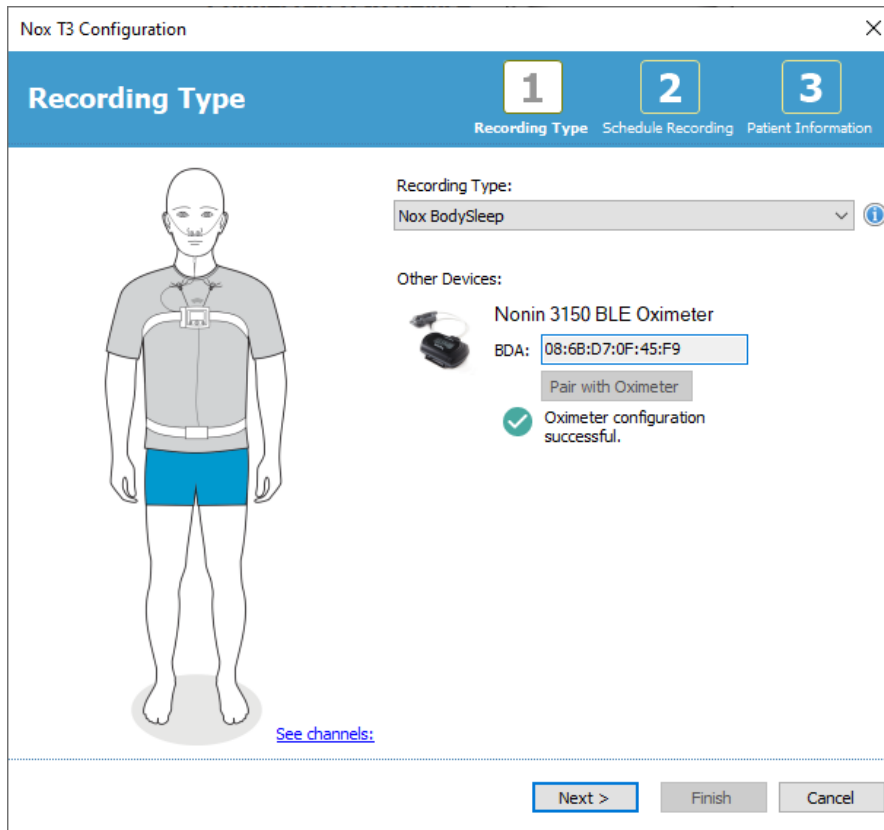 Nox T3 Configuration
Recording Type
1
Recording Type
2
Schedule Recording
3
Patient Information
Recording Type:
Nox BodySleep
Other Devices:
Nonin 3150 BLE Oximeter
BDA: 08:6B:D7:0F:45:F9
Pair with Oximeter
Oximeter configuration
successful.
See channels:
Next >
Finish
Cancel